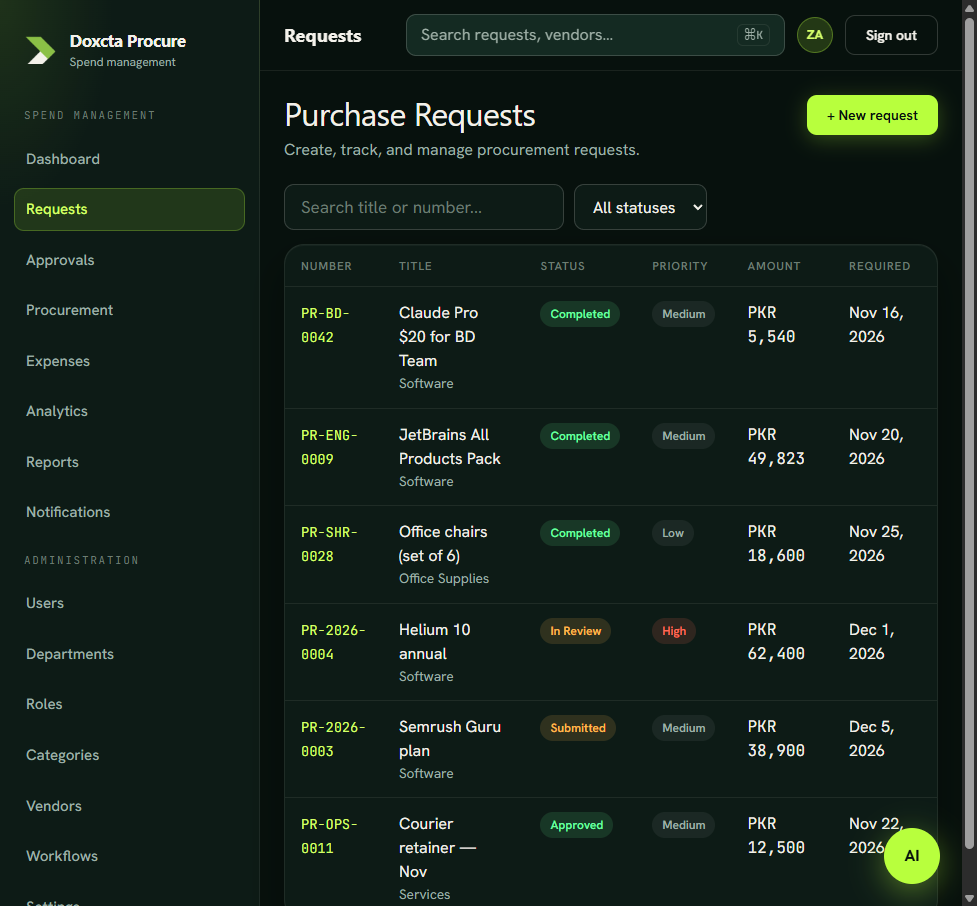 Doxcta Procure
Spend management
SPEND MANAGEMENT
Dashboard
Requests
Approvals
Procurement
Expenses
Analytics
Reports
Notifications
ADMINISTRATION
Users
Departments
Roles
Categories
Vendors
Workflows
Settings
Requests
Search requests, vendors... ⌘K
ZA
Sign out
Purchase Requests
+ New request
Create, track, and manage procurement requests.
Search title or number...
All statuses
NUMBER TITLE STATUS PRIORITY AMOUNT REQUIRED
PR-BD- Claude Pro Completed Medium PKR Nov 16,
0042 $20 for BD 5,540 2026
Team
Software
PR-ENG- JetBrains All Completed Medium PKR Nov 20,
0009 Products Pack 49,823 2026
Software
PR-SHR- Office chairs Completed Low PKR Nov 25,
0028 (set of 6) 18,600 2026
Office Supplies
PR-2026- Helium 10 In Review High PKR Dec 1,
0004 annual 62,400 2026
Software
PR-2026- Semrush Guru Submitted Medium PKR Dec 5,
0003 plan 38,900 2026
Software
PR-OPS- Courier Approved Medium PKR Nov 22,
0011 retainer — 12,500 2026
Nov
Services
AI